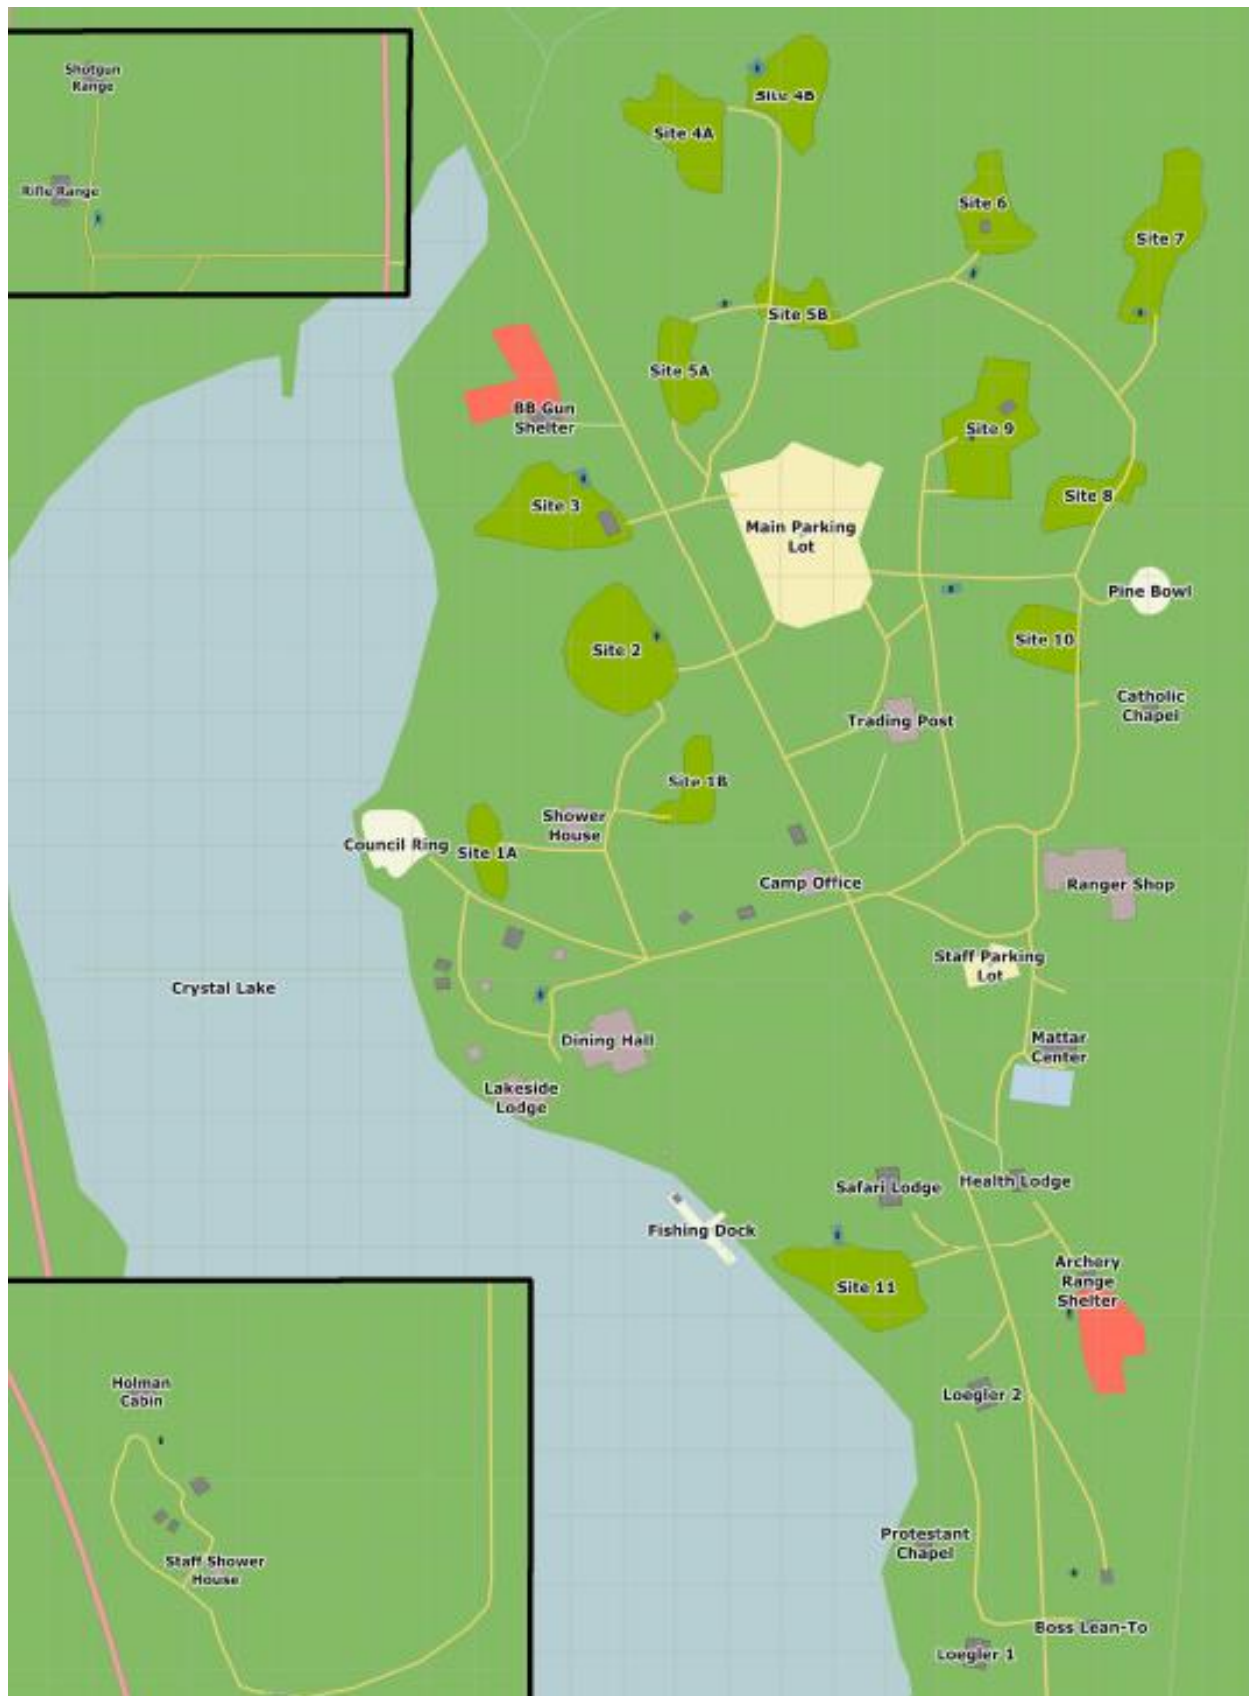 Shotgun
Range
Rifle Range
Site 4B
Site 4A
Site 6
Site 7
Site 5B
Site 5A
BB Gun
Shelter
Site 9
Site 3
Site 8
Main Parking
Lot
Pine Bowl
Site 2
Site 10
Catholic
Chapel
Trading Post
Site 1B
Shower
House
Council Ring
Site 1A
Camp Office
Ranger Shop
Staff Parking
Lot
Crystal Lake
Dining Hall
Mattar
Center
Lakeside
Lodge
Safari Lodge
Health Lodge
Fishing Dock
Archery
Range
Shelter
Site 11
Holman
Cabin
Loegler 2
Protestant
Chapel
Staff Shower
House
Boss Lean-To
Loegler 1